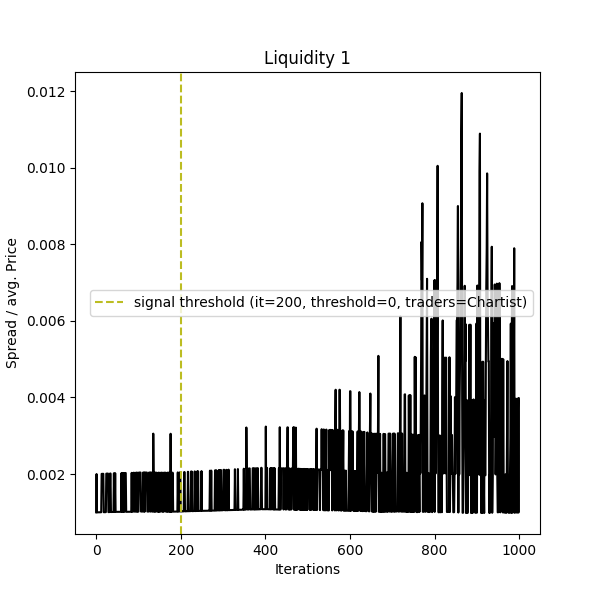 Liquidity 1
0.012
0.010
0.008
0.006
0.004
0.002
Spread / avg. Price
signal threshold (it=200, threshold=0, traders=Chartist)
0 200 400 600 800 1000
Iterations